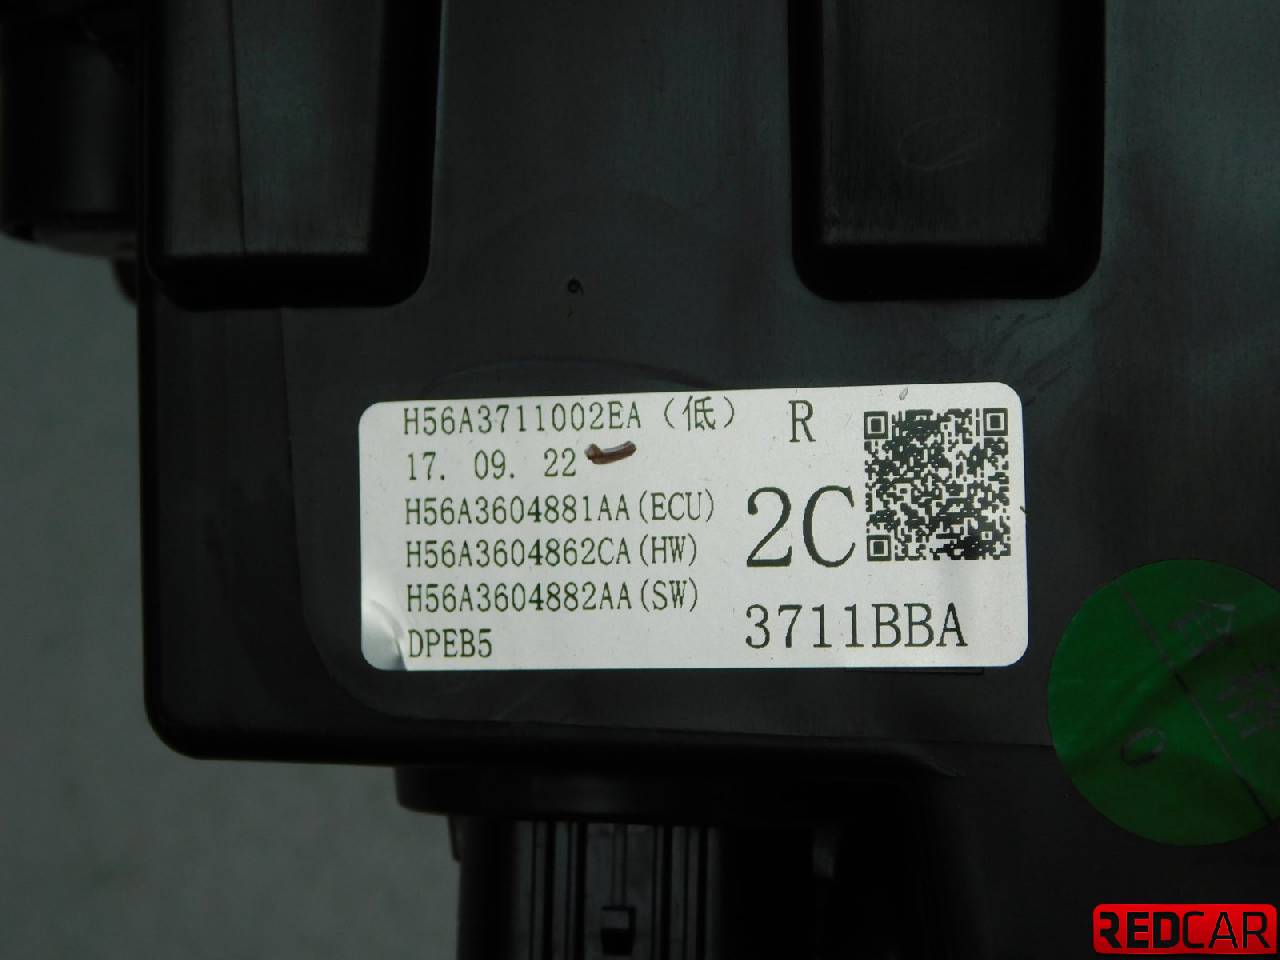 H56A3711002EA（低） R
17. 09. 22
H56A3604881AA(ECU)
H56A3604862CA(HW)
2C
H56A3604882AA(SW)
DPEB5
3711BBA
REDCAR